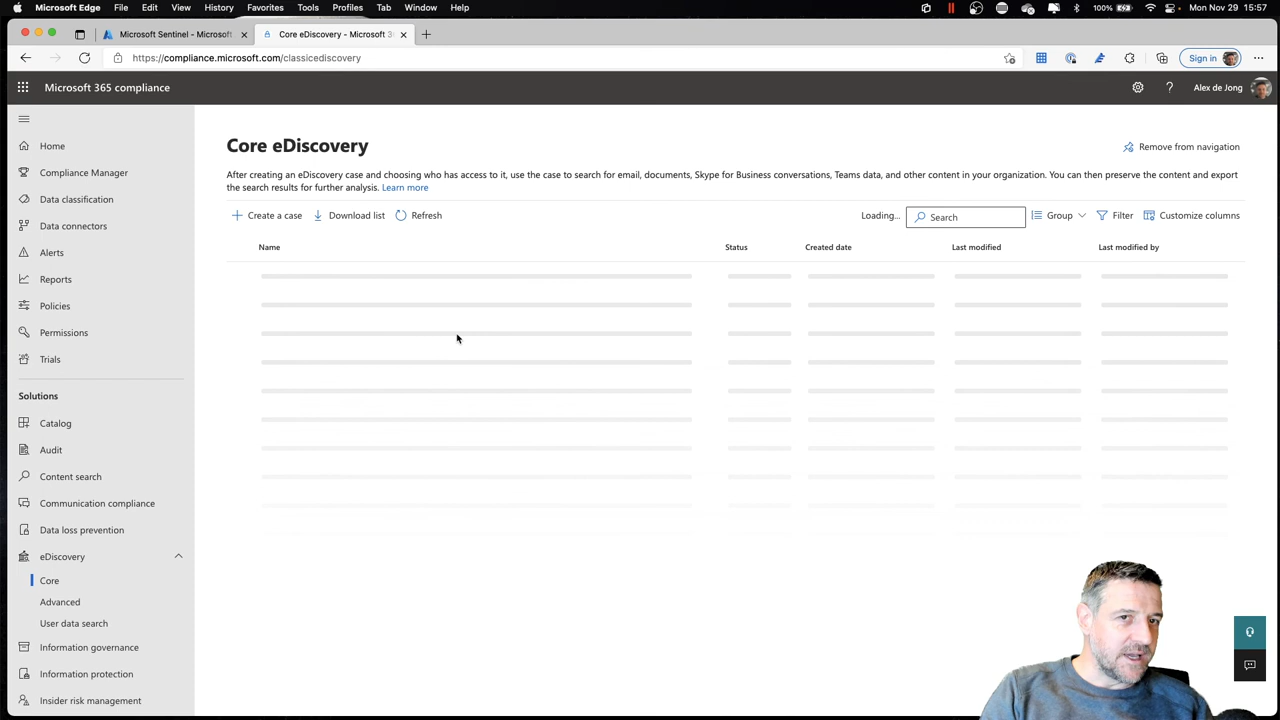 Microsoft Edge File Edit View History Favorites Tools Profiles Tab Window Help 100% Mon Nov 29 15:57
Microsoft Sentinel - Microsoft Core eDiscovery - Microsoft 36
https://compliance.microsoft.com/classicediscovery
Sign in
Microsoft 365 compliance
Alex de Jong
Home
Compliance Manager
Data classification
Data connectors
Alerts
Reports
Policies
Permissions
Trials
Solutions
Catalog
Audit
Content search
Communication compliance
Data loss prevention
eDiscovery
Core
Advanced
User data search
Information governance
Information protection
Insider risk management
Core eDiscovery
Remove from navigation
After creating an eDiscovery case and choosing who has access to it, use the case to search for email, documents, Skype for Business conversations, Teams data, and other content in your organization. You can then preserve the content and export
the search results for further analysis. Learn more
Create a case Download list Refresh Loading... Search Group Filter Customize columns
Name Status Created date Last modified Last modified by